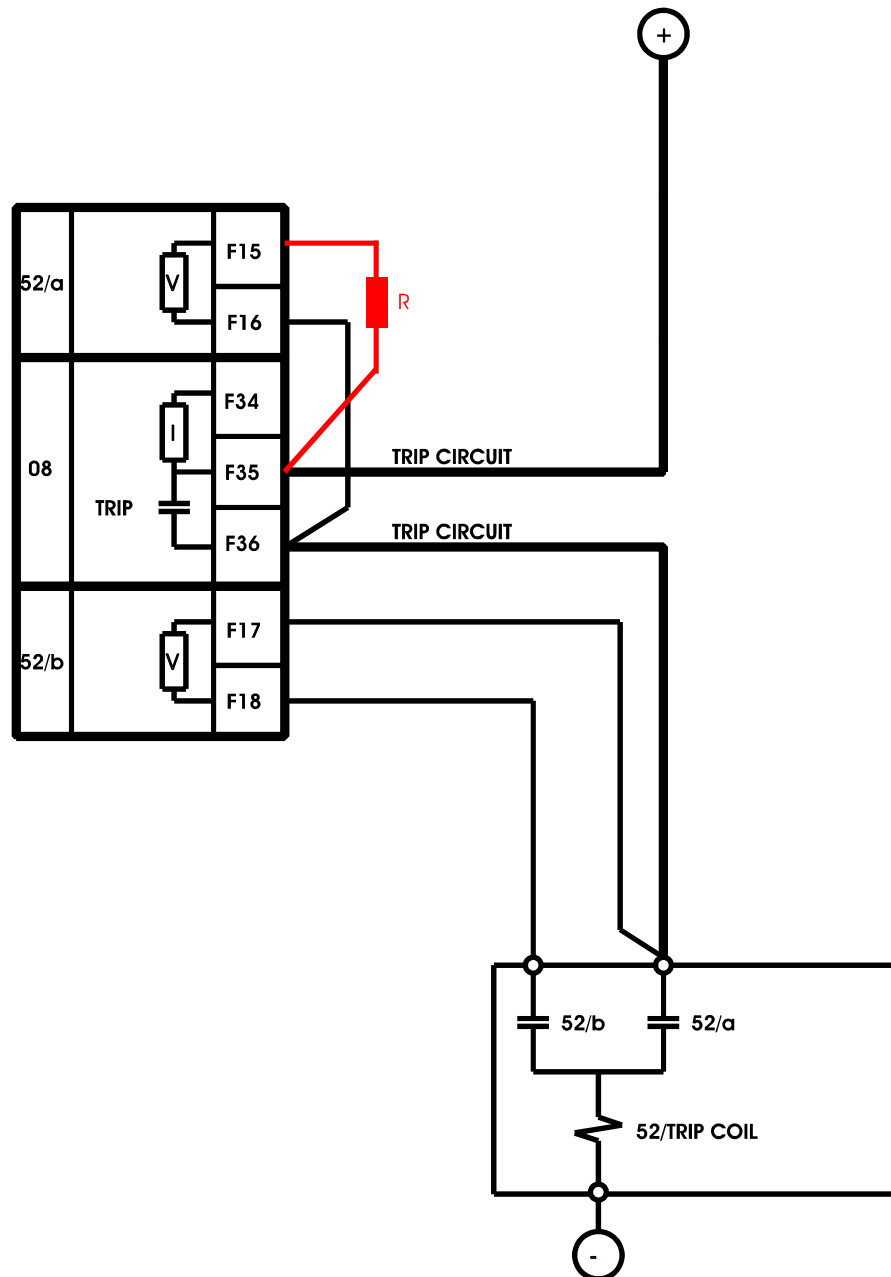 +
F15
52/a
V
R
F16
F34
I
08
F35
TRIP CIRCUIT
TRIP
F36
TRIP CIRCUIT
F17
52/b
V
F18
52/b
52/a
52/TRIP COIL
-